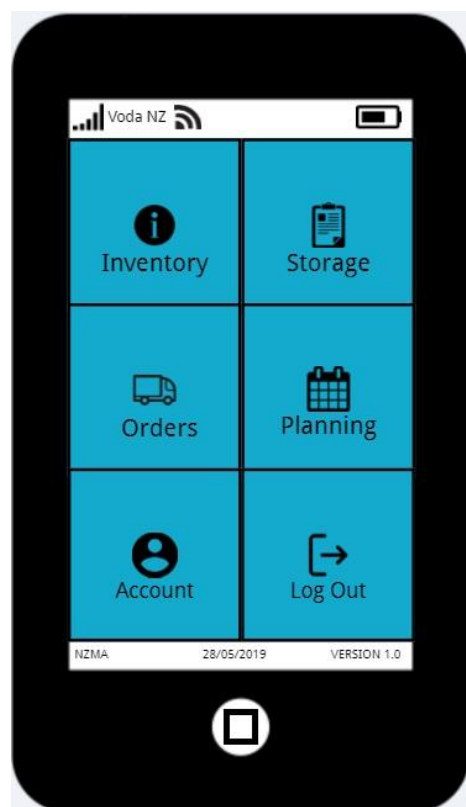 Voda NZ
Inventory
Storage
Orders
Planning
Account
Log Out
NZMA 28/05/2019 VERSION 1.0